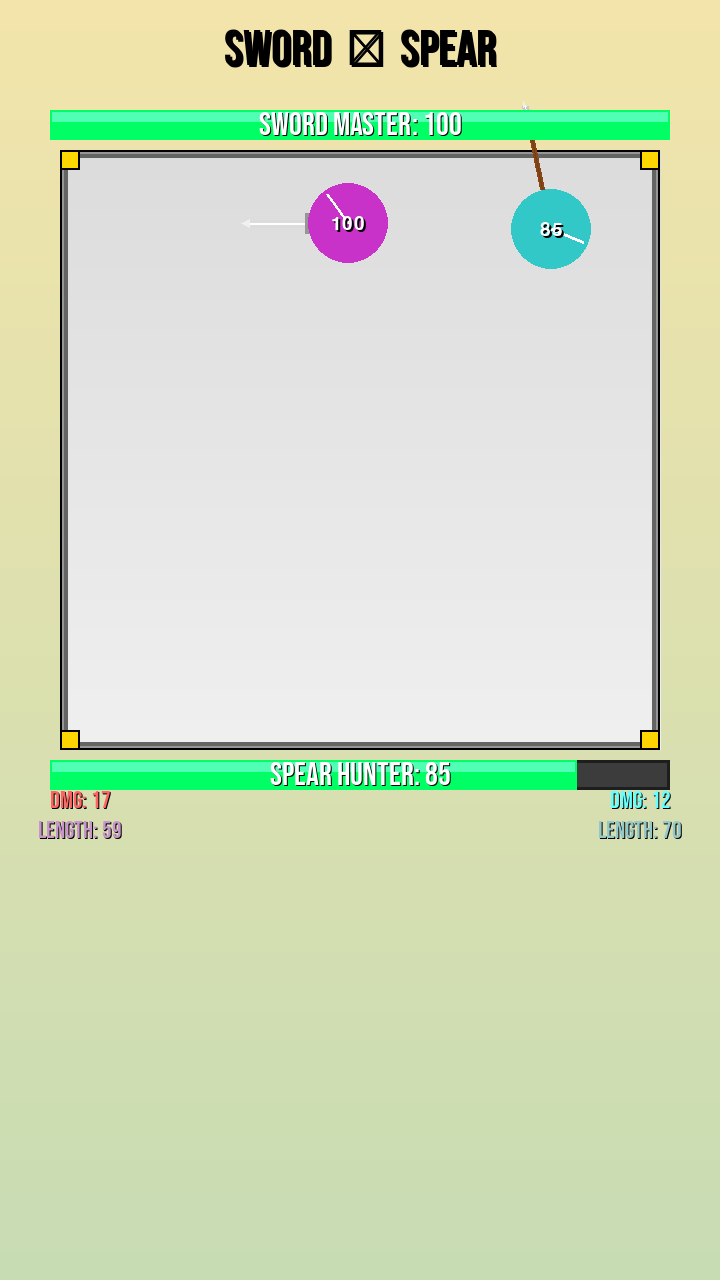 SWORD ☒ SPEAR
SWORD MASTER: 100
100
85
SPEAR HUNTER: 85
DMG: 17
DMG: 12
LENGTH: 59
LENGTH: 70